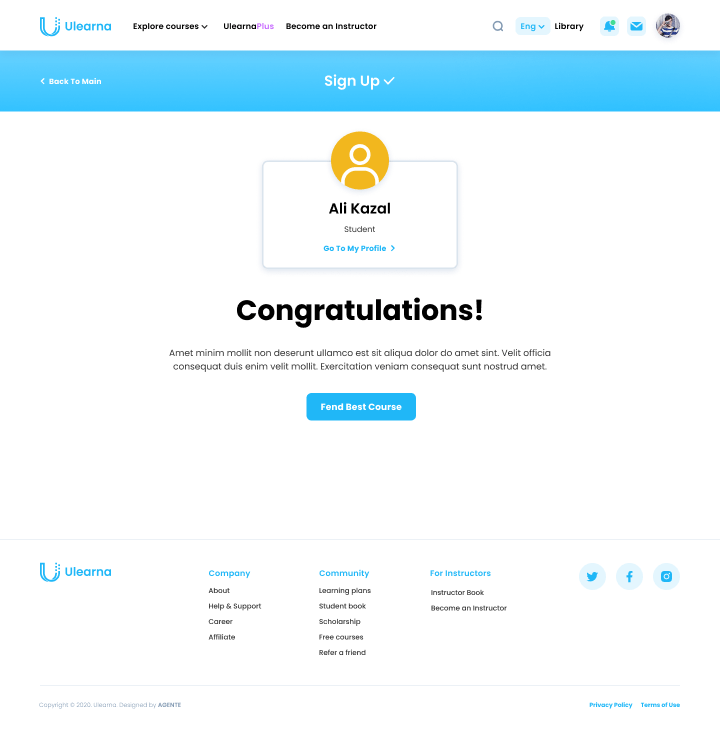 Ulearna
Explore courses
UlearnaPlus
Become an Instructor
Eng
Library
Back To Main
Sign Up
Ali Kazal
Student
Go To My Profile
Congratulations!
Amet minim mollit non deserunt ullamco est sit aliqua dolor do amet sint. Velit officia
consequat duis enim velit mollit. Exercitation veniam consequat sunt nostrud amet.
Fend Best Course
Ulearna
Company
About
Help & Support
Career
Affiliate
Community
Learning plans
Student book
Scholarship
Free courses
Refer a friend
For Instructors
Instructor Book
Become an Instructor
Copyright © 2020. Ulearna. Designed by AGENTE
Privacy Policy
Terms of Use